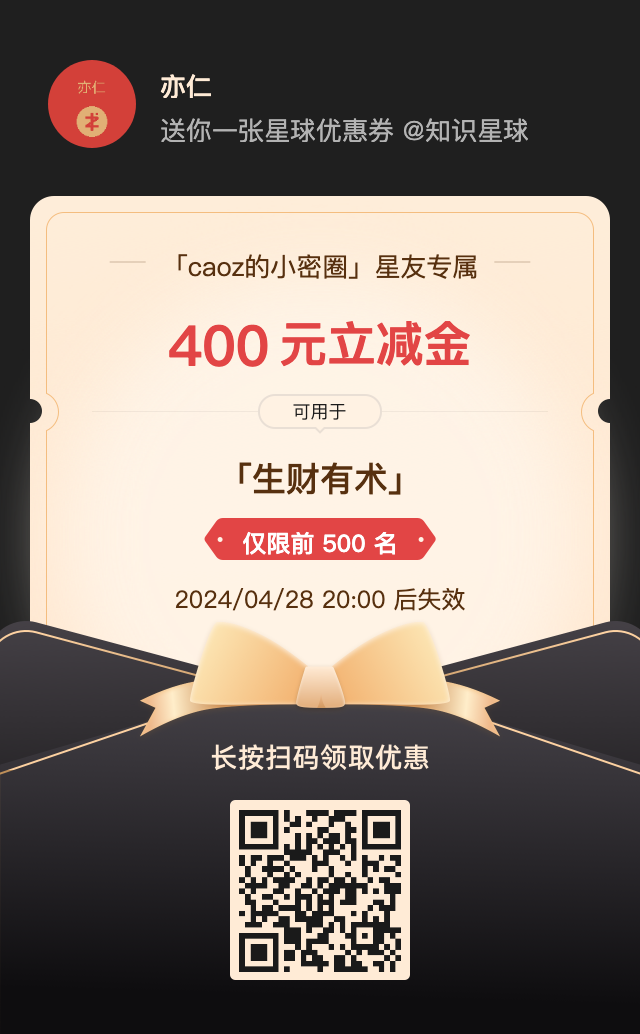 亦仁
亦仁
送你一张星球优惠券 @知识星球
「caoz的小密圈」星友专属
400 元立减金
可用于
「生财有术」
仅限前 500 名
2024/04/28 20:00 后失效
长按扫码领取优惠